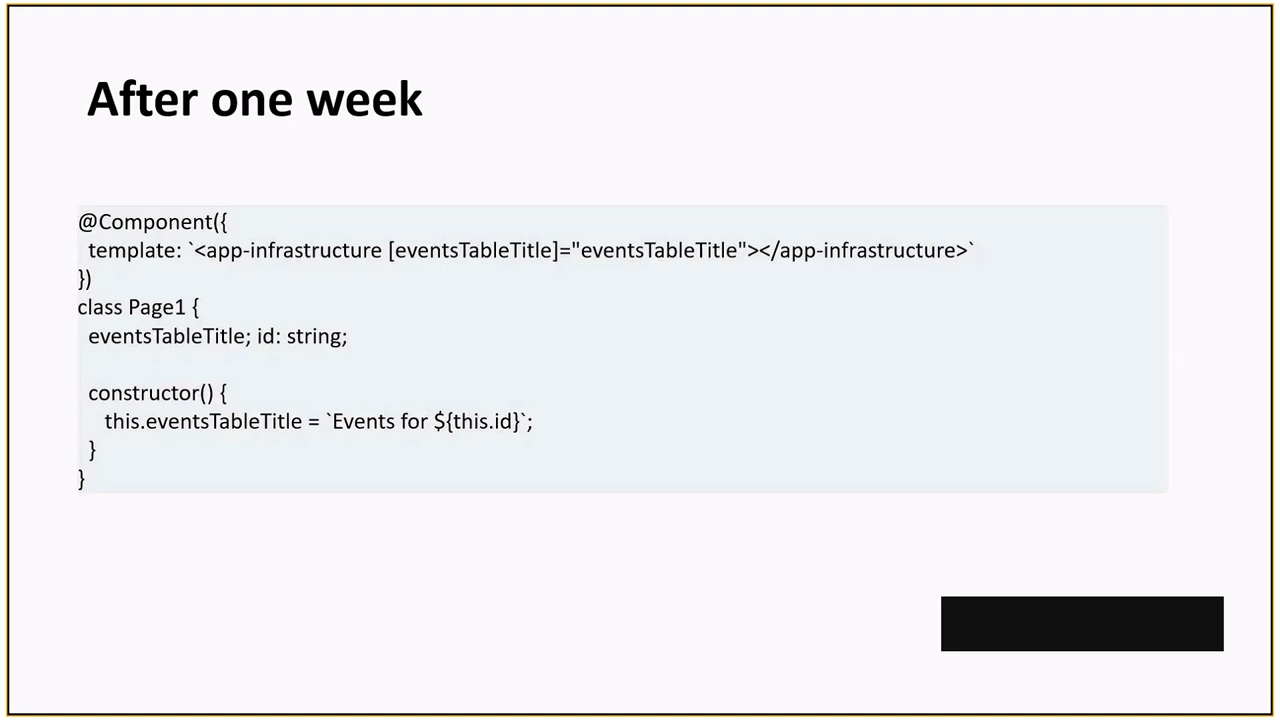 After one week
@Component({
template: `<app-infrastructure [eventsTableTitle]="eventsTableTitle"></app-infrastructure>`
})
class Page1 {
eventsTableTitle; id: string;
constructor() {
this.eventsTableTitle = `Events for ${this.id}`;
}
}